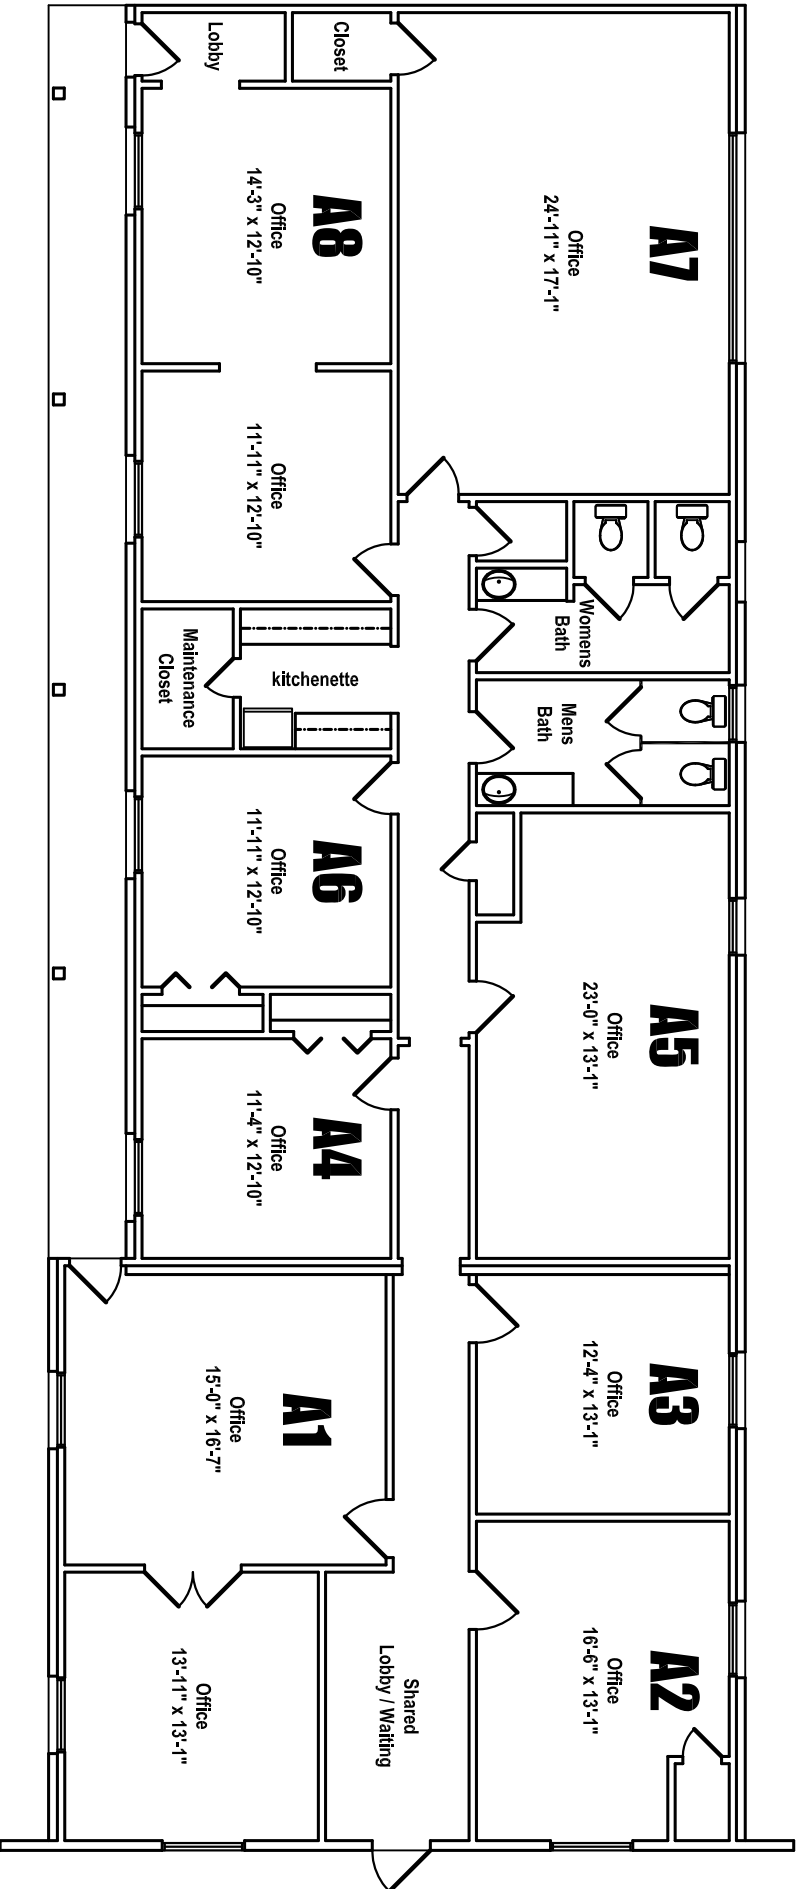 Lobby
Closet
A8
Office
14'-3" x 12'-10"
A7
Office
24'-11" x 17'-1"
Office
11'-11" x 12'-10"
Womens
Bath
Maintenance
Closet
kitchenette
Mens
Bath
A6
Office
11'-11" x 12'-10"
A5
Office
23'-0" x 13'-1"
A4
Office
11'-4" x 12'-10"
A1
Office
15'-0" x 16'-7"
A3
Office
12'-4" x 13'-1"
Office
13'-11" x 13'-1"
Shared
Lobby / Waiting
A2
Office
16'-6" x 13'-1"